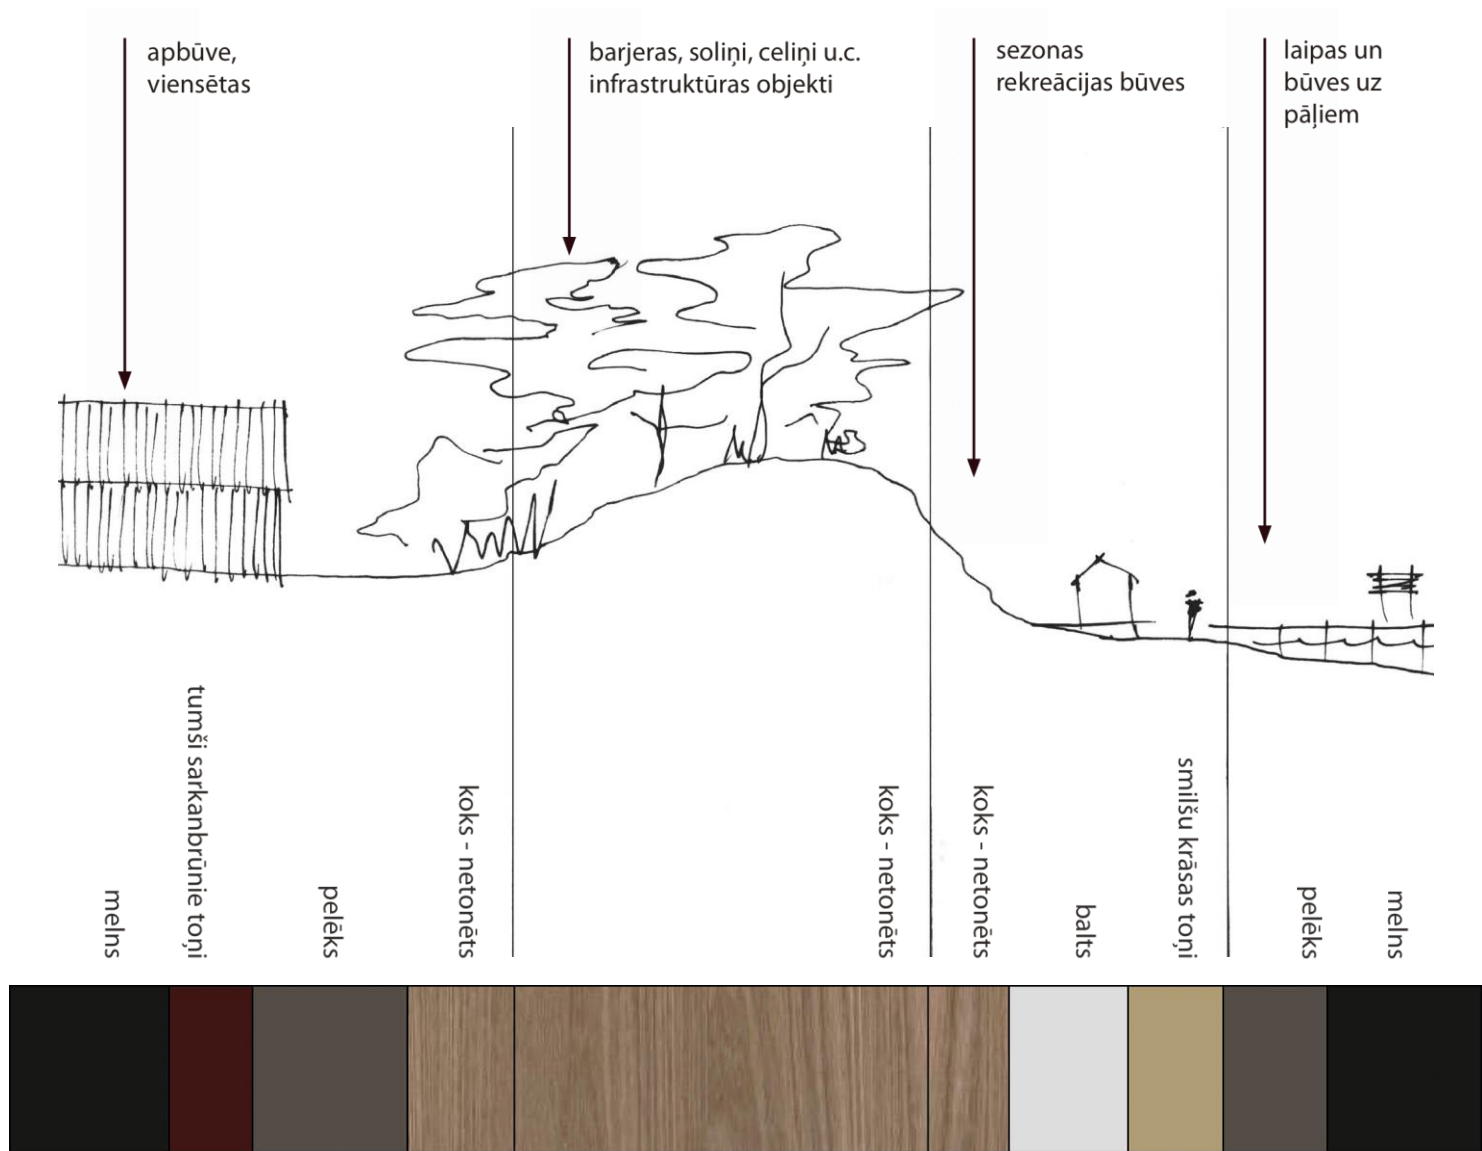 apbūve,
viensētas
barjeras, soliņi, celiņi u.c.
infrastruktūras objekti
sezonas
rekreācijas būves
laipas un
būves uz
pāļiem
melns
tumši sarkanbrūnie toņi
pelēks
koks - netonēts
koks - netonēts
koks - netonēts
balts
smilšu krāsas toņi
pelēks
melns